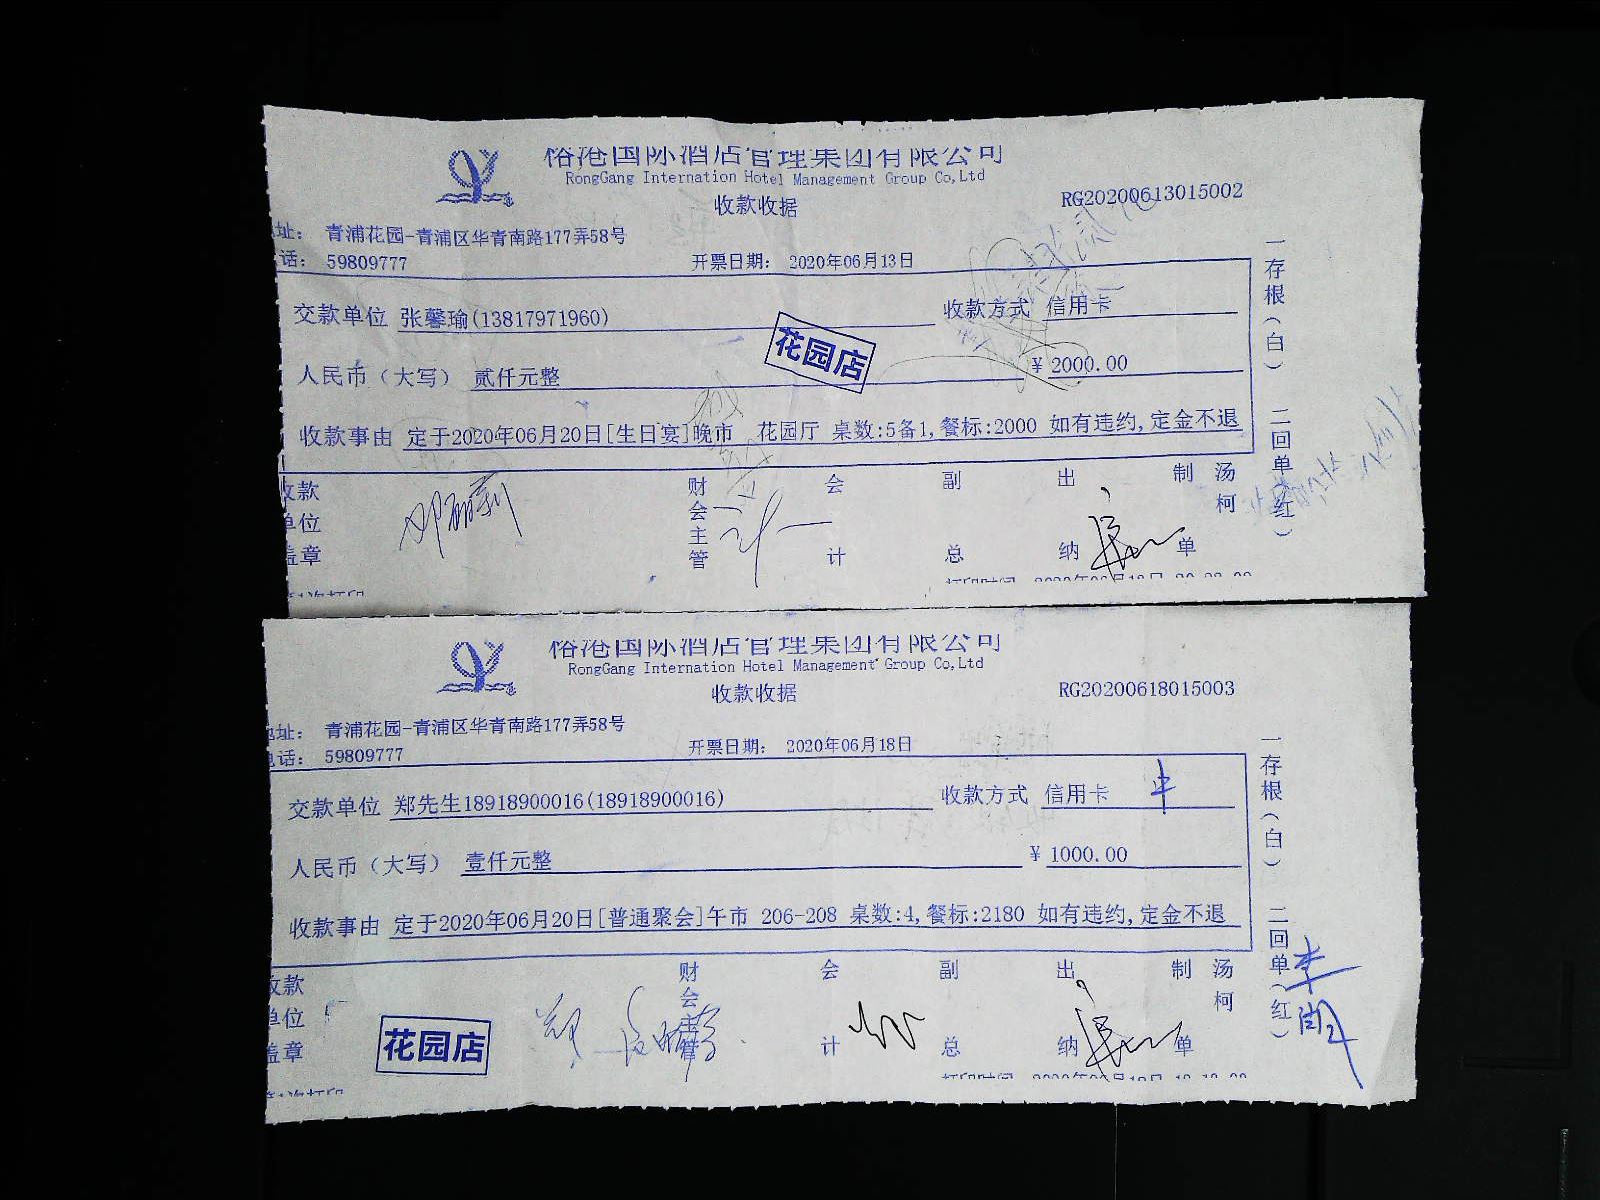 裕港国际酒店管理集团有限公司
RongGang Internation Hotel Management Group Co,Ltd
收款收据
RG20200613015002
址： 青浦花园-青浦区华青南路177弄58号
话： 59809777
开票日期： 2020年06月13日
交款单位 张馨瑜(13817971960)
收款方式 信用卡
人民币（大写） 贰仟元整
¥ 2000.00
花园店
收款事由 定于2020年06月20日[生日宴]晚市 花园厅 桌数:5备1,餐标:2000 如有违约,定金不退
收款单位盖章
财会主管
会计
副总
出纳
制单
汤柯
一存根（白） 二回单（红）
裕港国际酒店管理集团有限公司
RongGang Internation Hotel Management Group Co,Ltd
收款收据
RG20200618015003
地址： 青浦花园-青浦区华青南路177弄58号
电话： 59809777
开票日期： 2020年06月18日
交款单位 郑先生18918900016(18918900016)
收款方式 信用卡
人民币（大写） 壹仟元整
¥ 1000.00
收款事由 定于2020年06月20日[普通聚会]午市 206-208 桌数:4,餐标:2180 如有违约,定金不退
收款单位盖章
花园店
财会主管
会计
副总
出纳
制单
汤柯
一存根（白） 二回单（红）